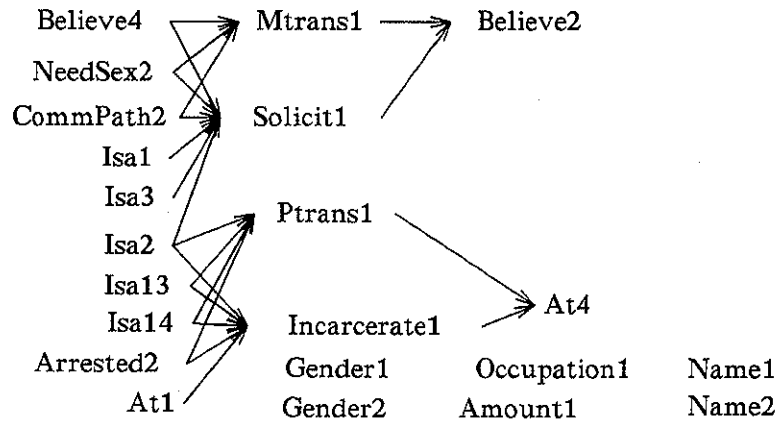 Believe4 Mtrans1 Believe2
NeedSex2
CommPath2 Solicit1
Isa1
Isa3
Ptrans1
Isa2
Isa13
At4
Isa14 Incarcerate1
Arrested2 Gender1 Occupation1 Name1
At1 Gender2 Amount1 Name2